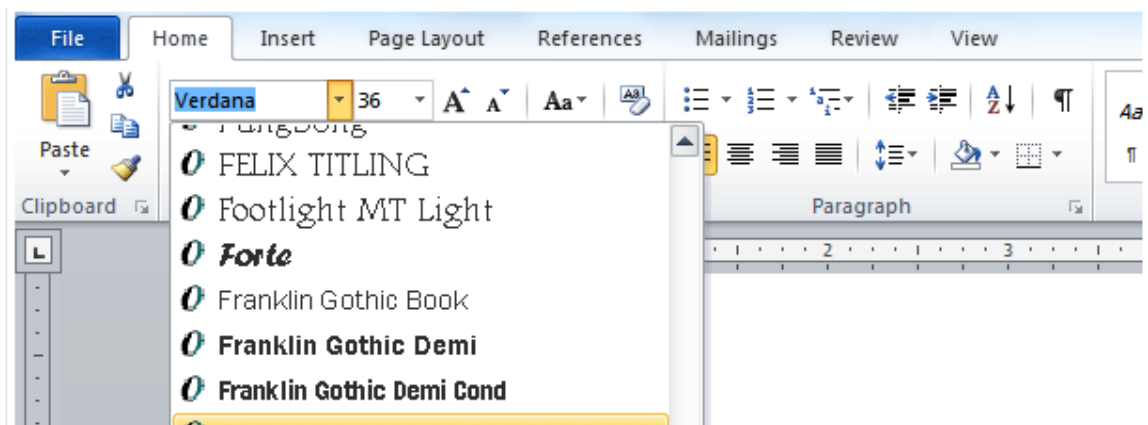 File Home Insert Page Layout References Mailings Review View
Verdana 36 A A Aa
Paste
Clipboard Paragraph
FangSong
FELIX TITLING
Footlight MT Light
Forte
Franklin Gothic Book
Franklin Gothic Demi
Franklin Gothic Demi Cond
2 3